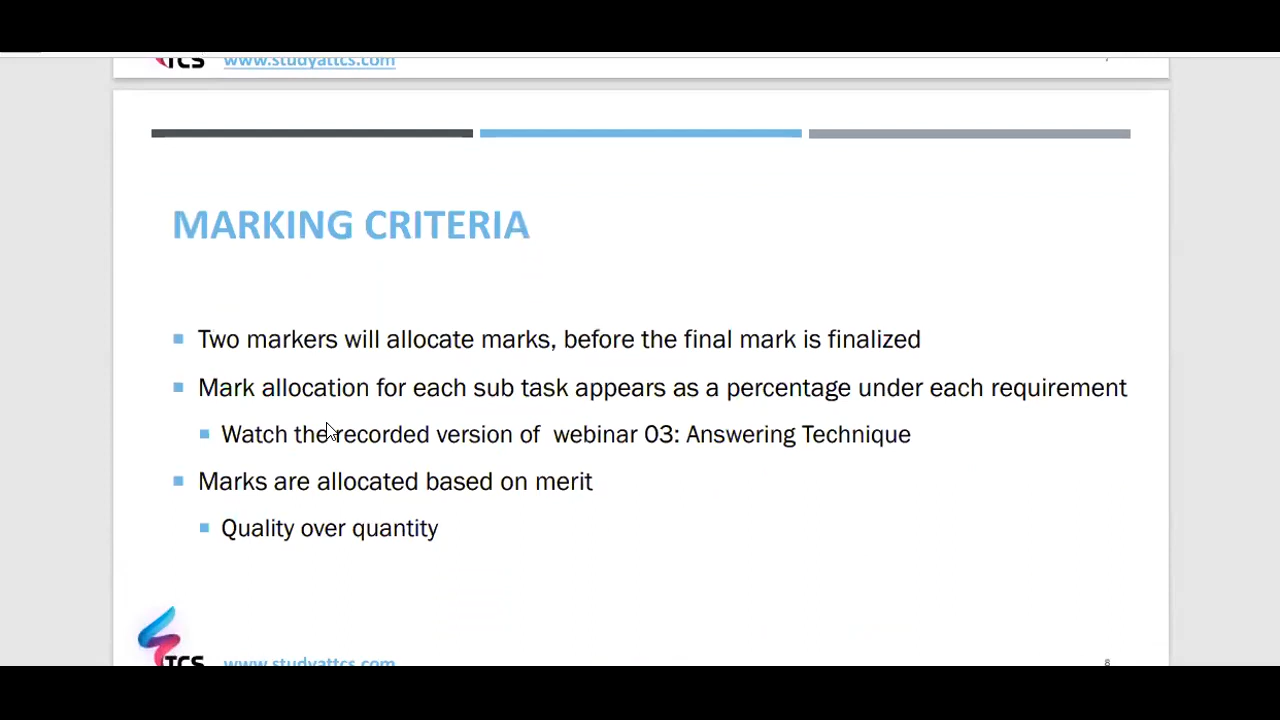 TCS www.studyattcs.com
MARKING CRITERIA
Two markers will allocate marks, before the final mark is finalized
Mark allocation for each sub task appears as a percentage under each requirement
Watch the recorded version of webinar 03: Answering Technique
Marks are allocated based on merit
Quality over quantity
TCS www.studyattcs.com 8